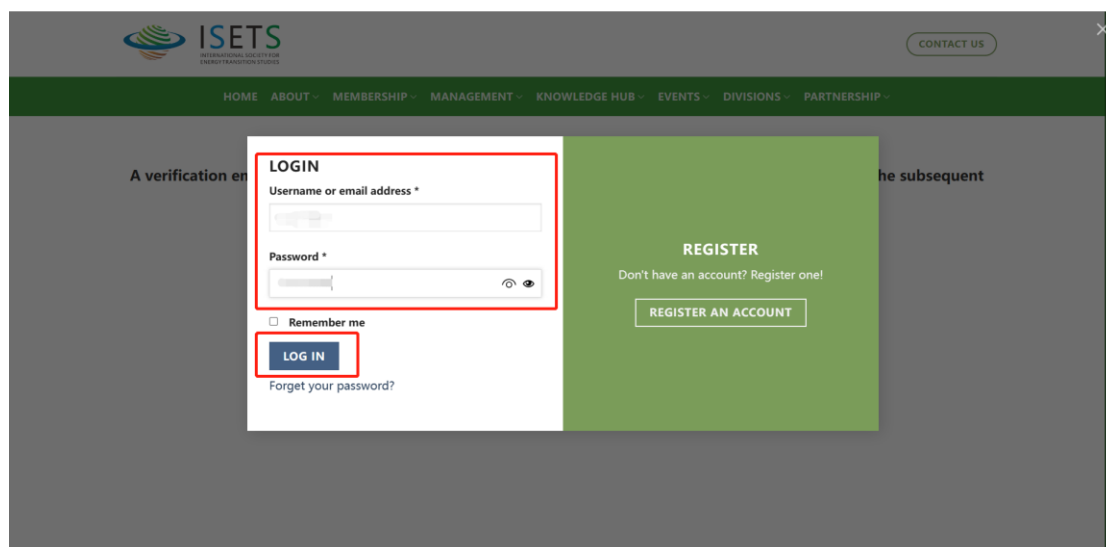 ISETS
INTERNATIONAL SOCIETY FOR
ENERGY TRANSITION STUDIES
CONTACT US
HOME ABOUT MEMBERSHIP MANAGEMENT KNOWLEDGE HUB EVENTS DIVISIONS PARTNERSHIP
A verification
subsequent
LOGIN
Username or email address *
Password *
Remember me
LOG IN
Forget your password?
REGISTER
Don't have an account? Register one!
REGISTER AN ACCOUNT